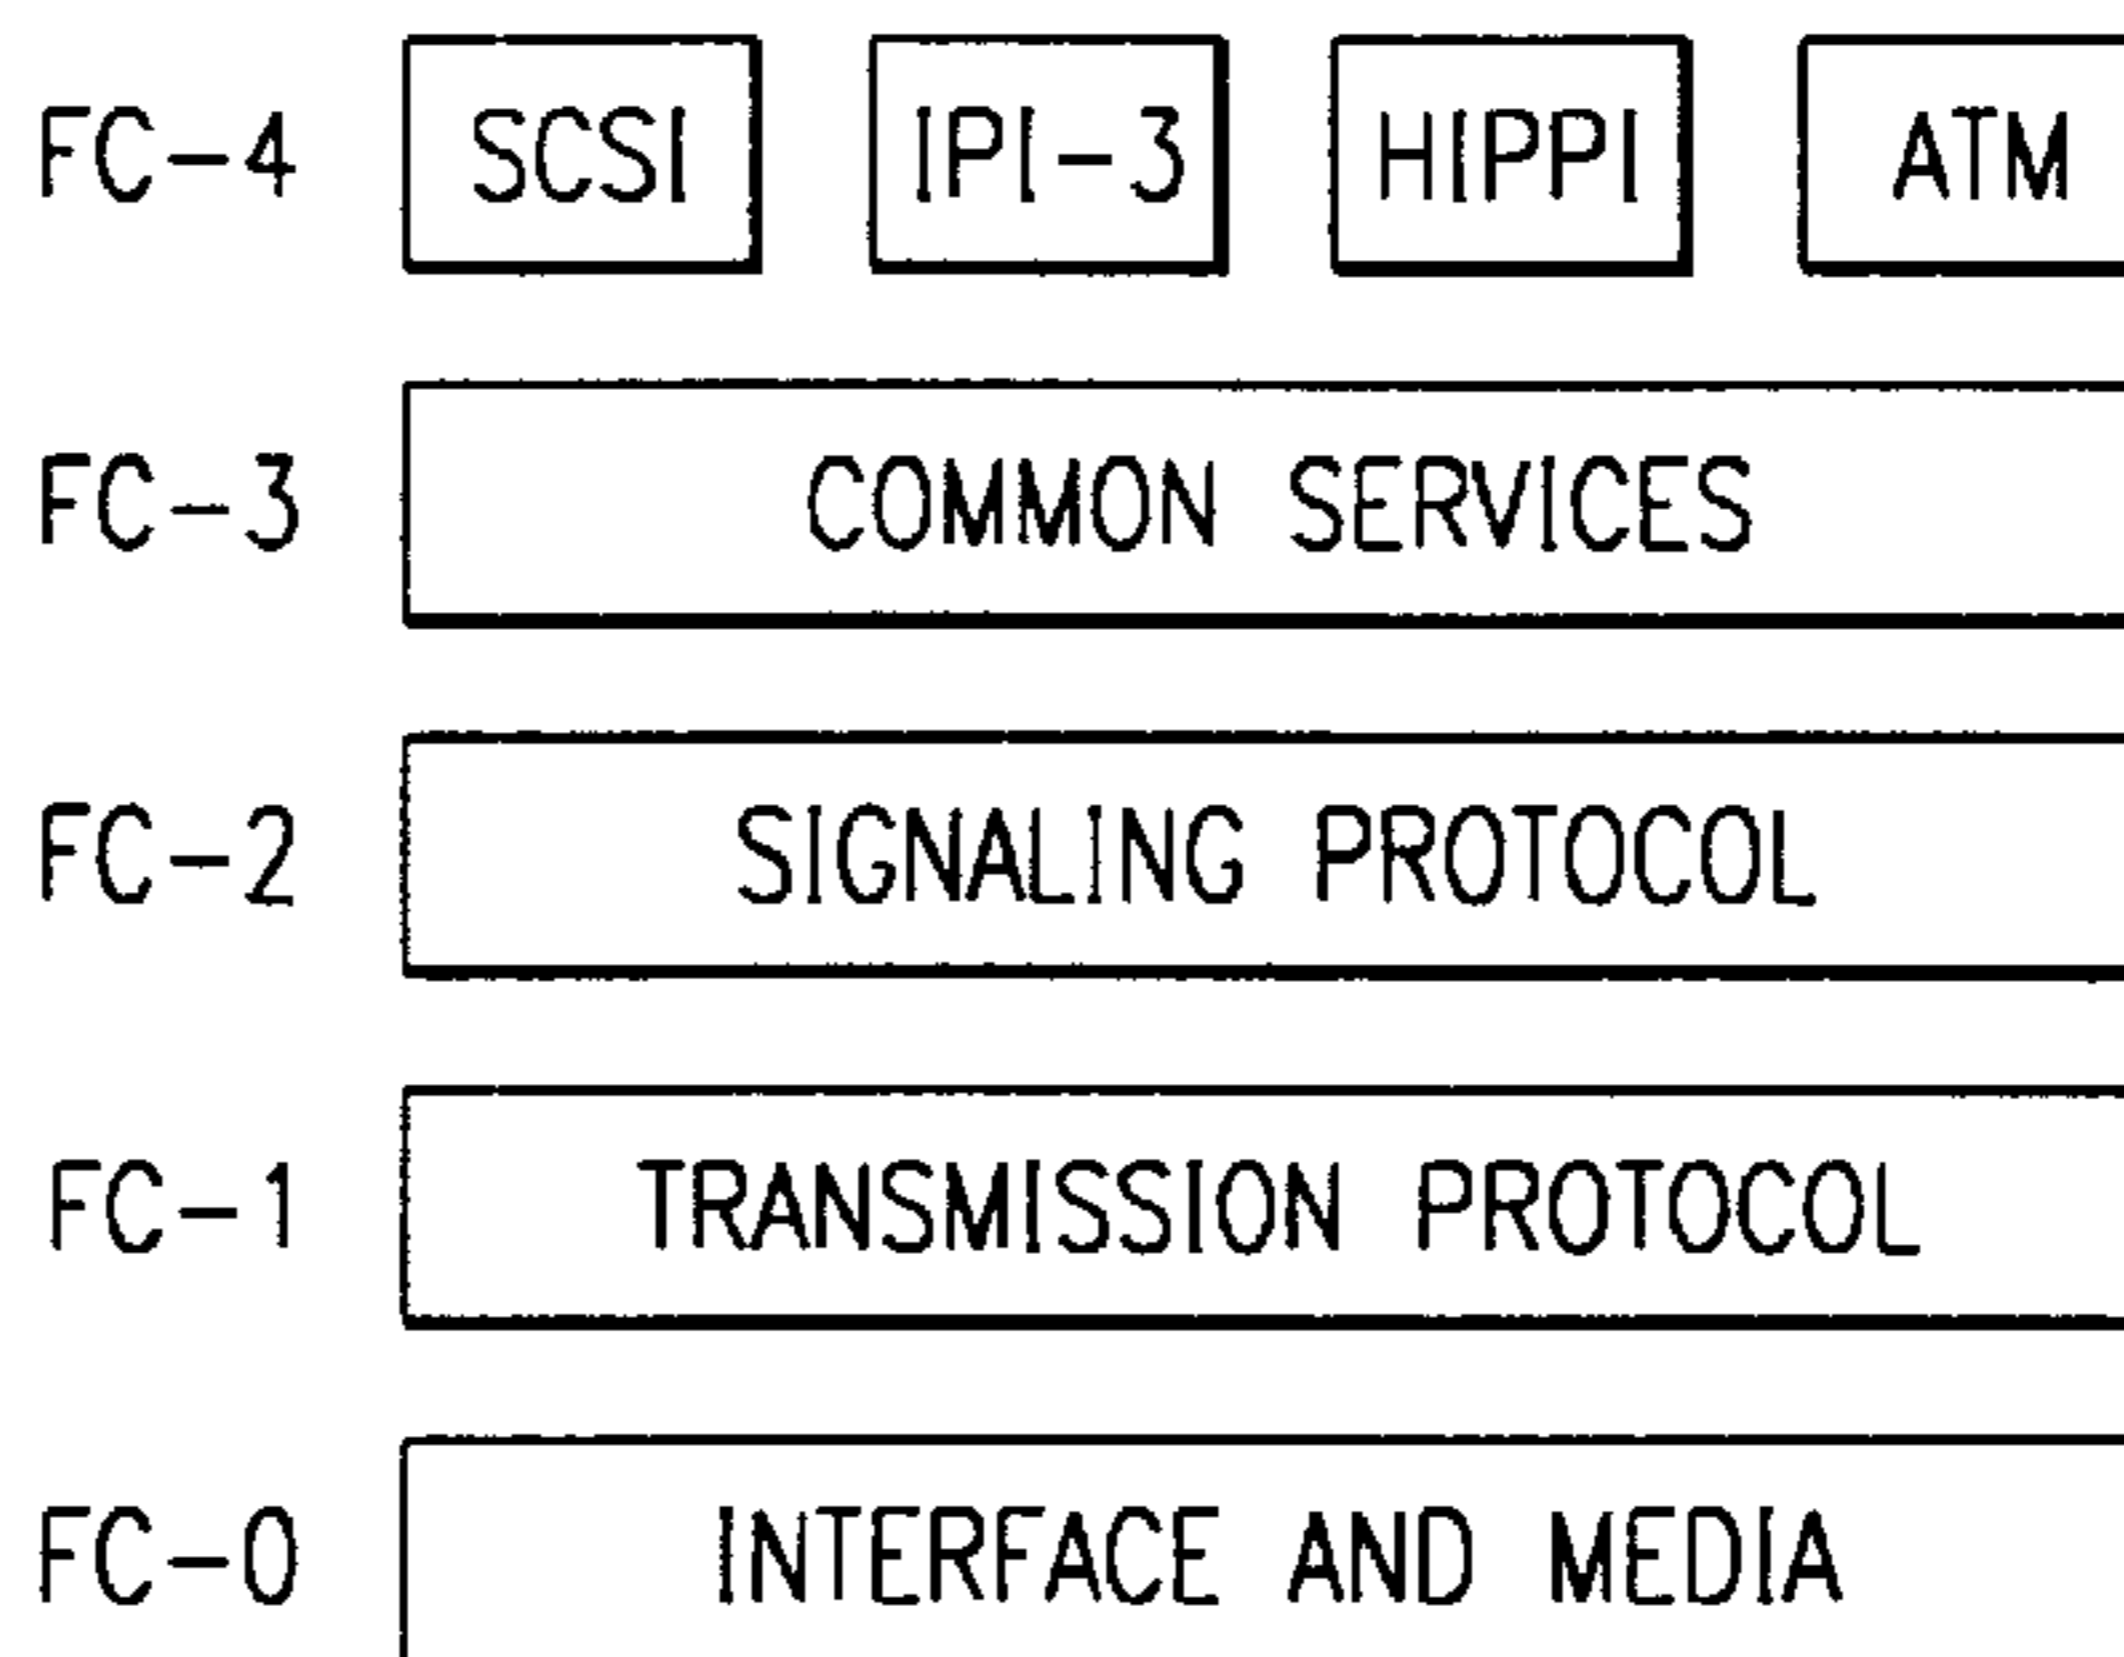 FC-4 SCSI IPI-3 HIPPI ATM
FC-3 COMMON SERVICES
FC-2 SIGNALING PROTOCOL
FC-1 TRANSMISSION PROTOCOL
FC-0 INTERFACE AND MEDIA